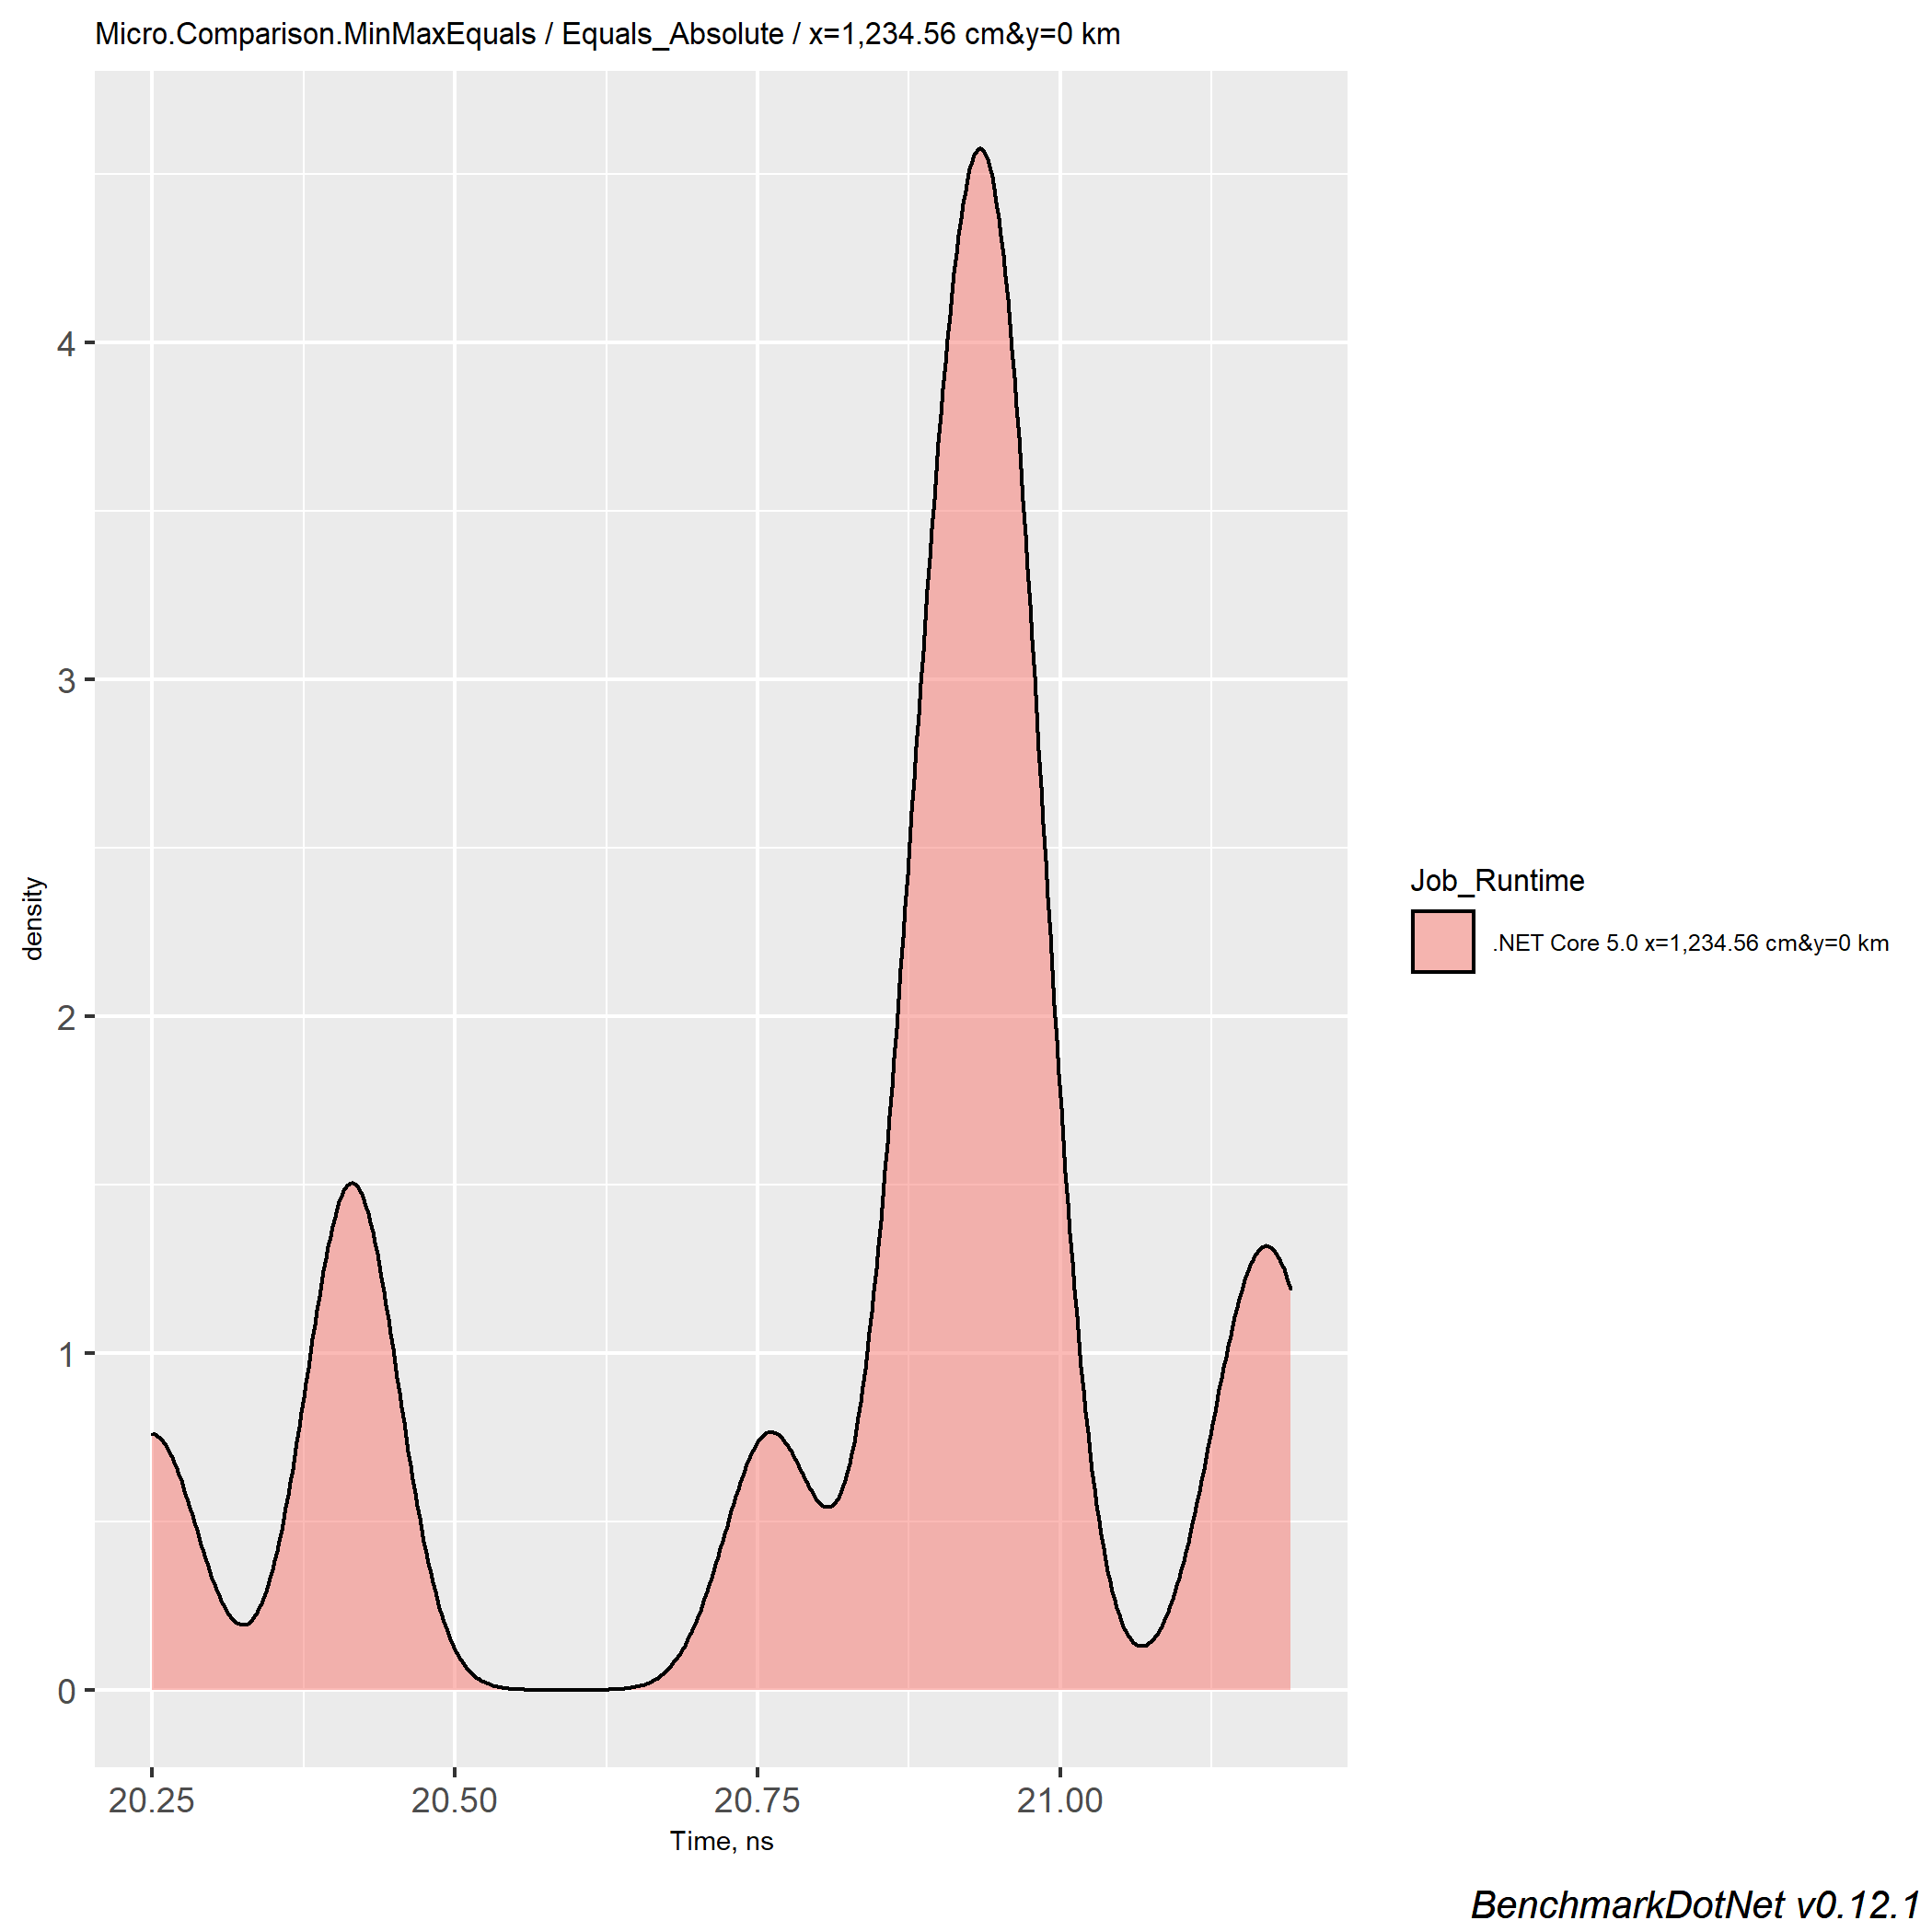 Micro.Comparison.MinMaxEquals / Equals_Absolute / x=1,234.56 cm&y=0 km
4
3
2
1
0
density
20.25 20.50 20.75 21.00
Time, ns
Job_Runtime
.NET Core 5.0 x=1,234.56 cm&y=0 km
BenchmarkDotNet v0.12.1